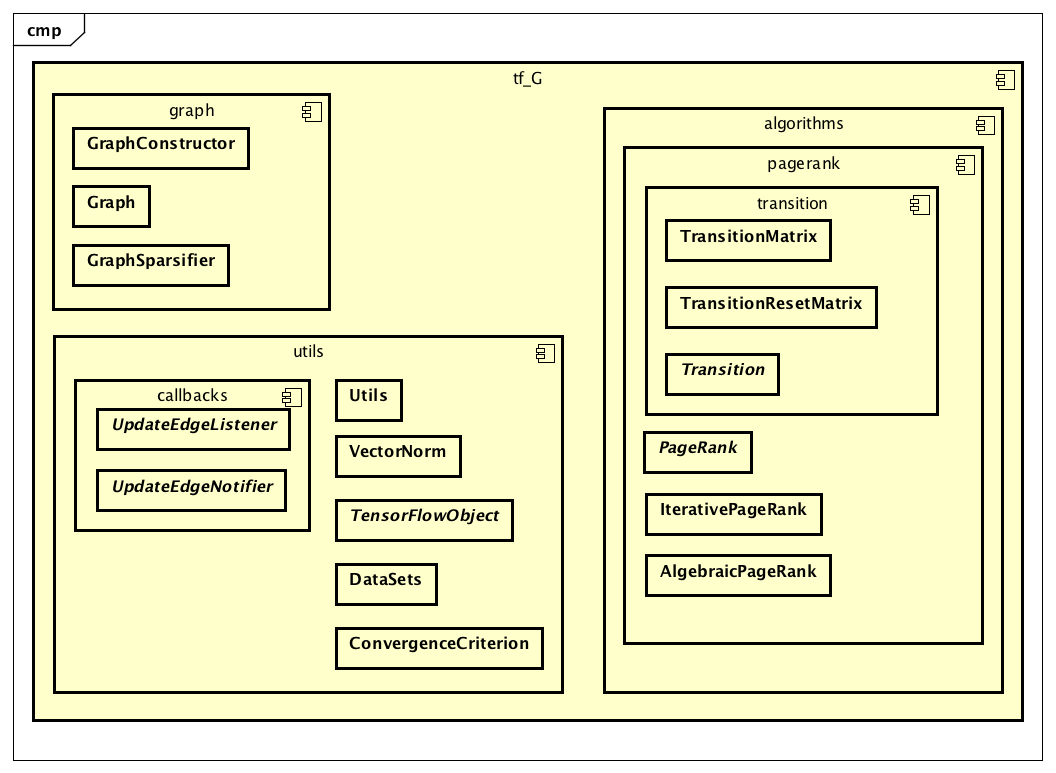 cmp
tf_G
graph
GraphConstructor
Graph
GraphSparsifier
utils
callbacks
UpdateEdgeListener
UpdateEdgeNotifier
Utils
VectorNorm
TensorFlowObject
DataSets
ConvergenceCriterion
algorithms
pagerank
transition
TransitionMatrix
TransitionResetMatrix
Transition
PageRank
IterativePageRank
AlgebraicPageRank